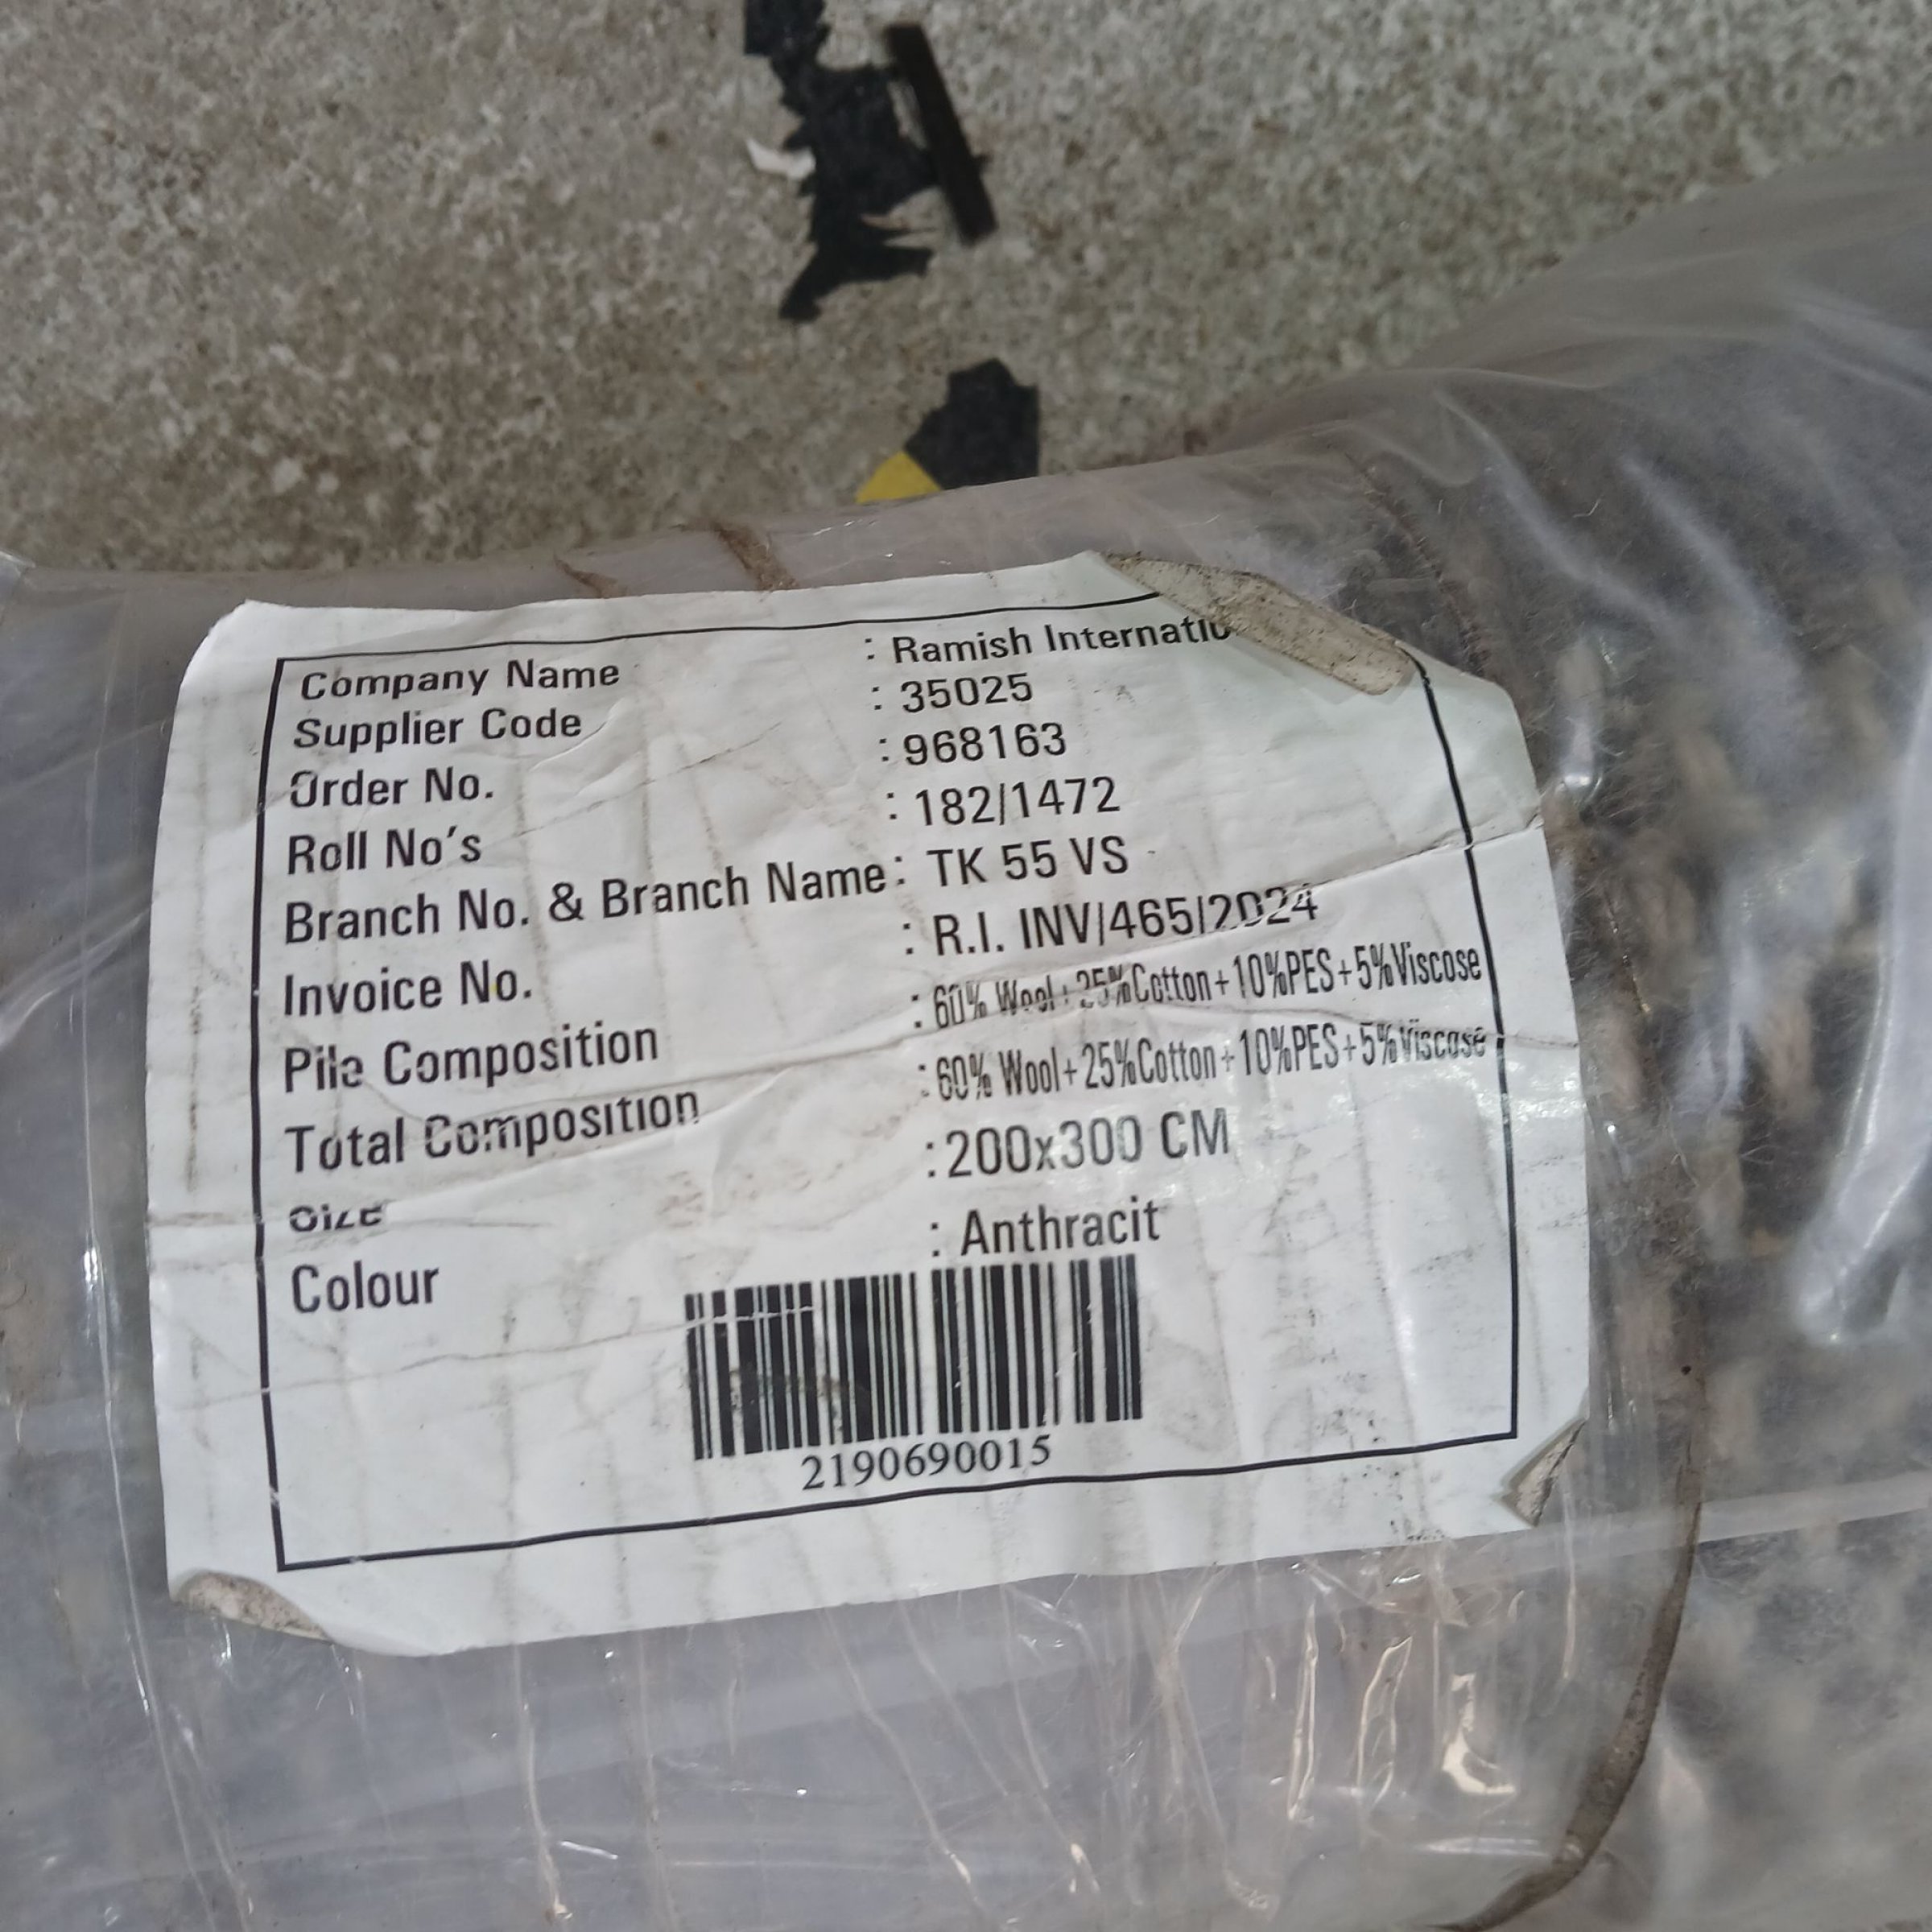 Company Name : Ramish Internatio
Supplier Code : 35025
Order No. : 968163
Roll No's : 182/1472
Branch No. & Branch Name : TK 55 VS
Invoice No. : R.I. INV/465/2024
Pile Composition : 60% Wool+25%Cotton+10%PES+5%Viscose
Total Composition : 60% Wool+25%Cotton+10%PES+5%Viscose
Size : 200x300 CM
Colour : Anthracit
2190690015